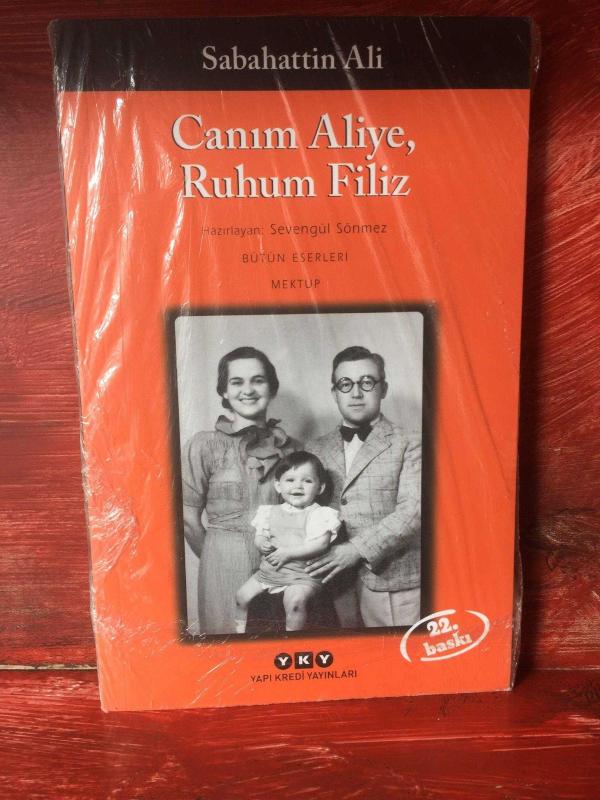 Sabahattin Ali
Canım Aliye,
Ruhum Filiz
Hazırlayan: Sevengül Sönmez
BÜTÜN ESERLERİ
MEKTUP
22.
baskı
YKY
YAPI KREDİ YAYINLARI